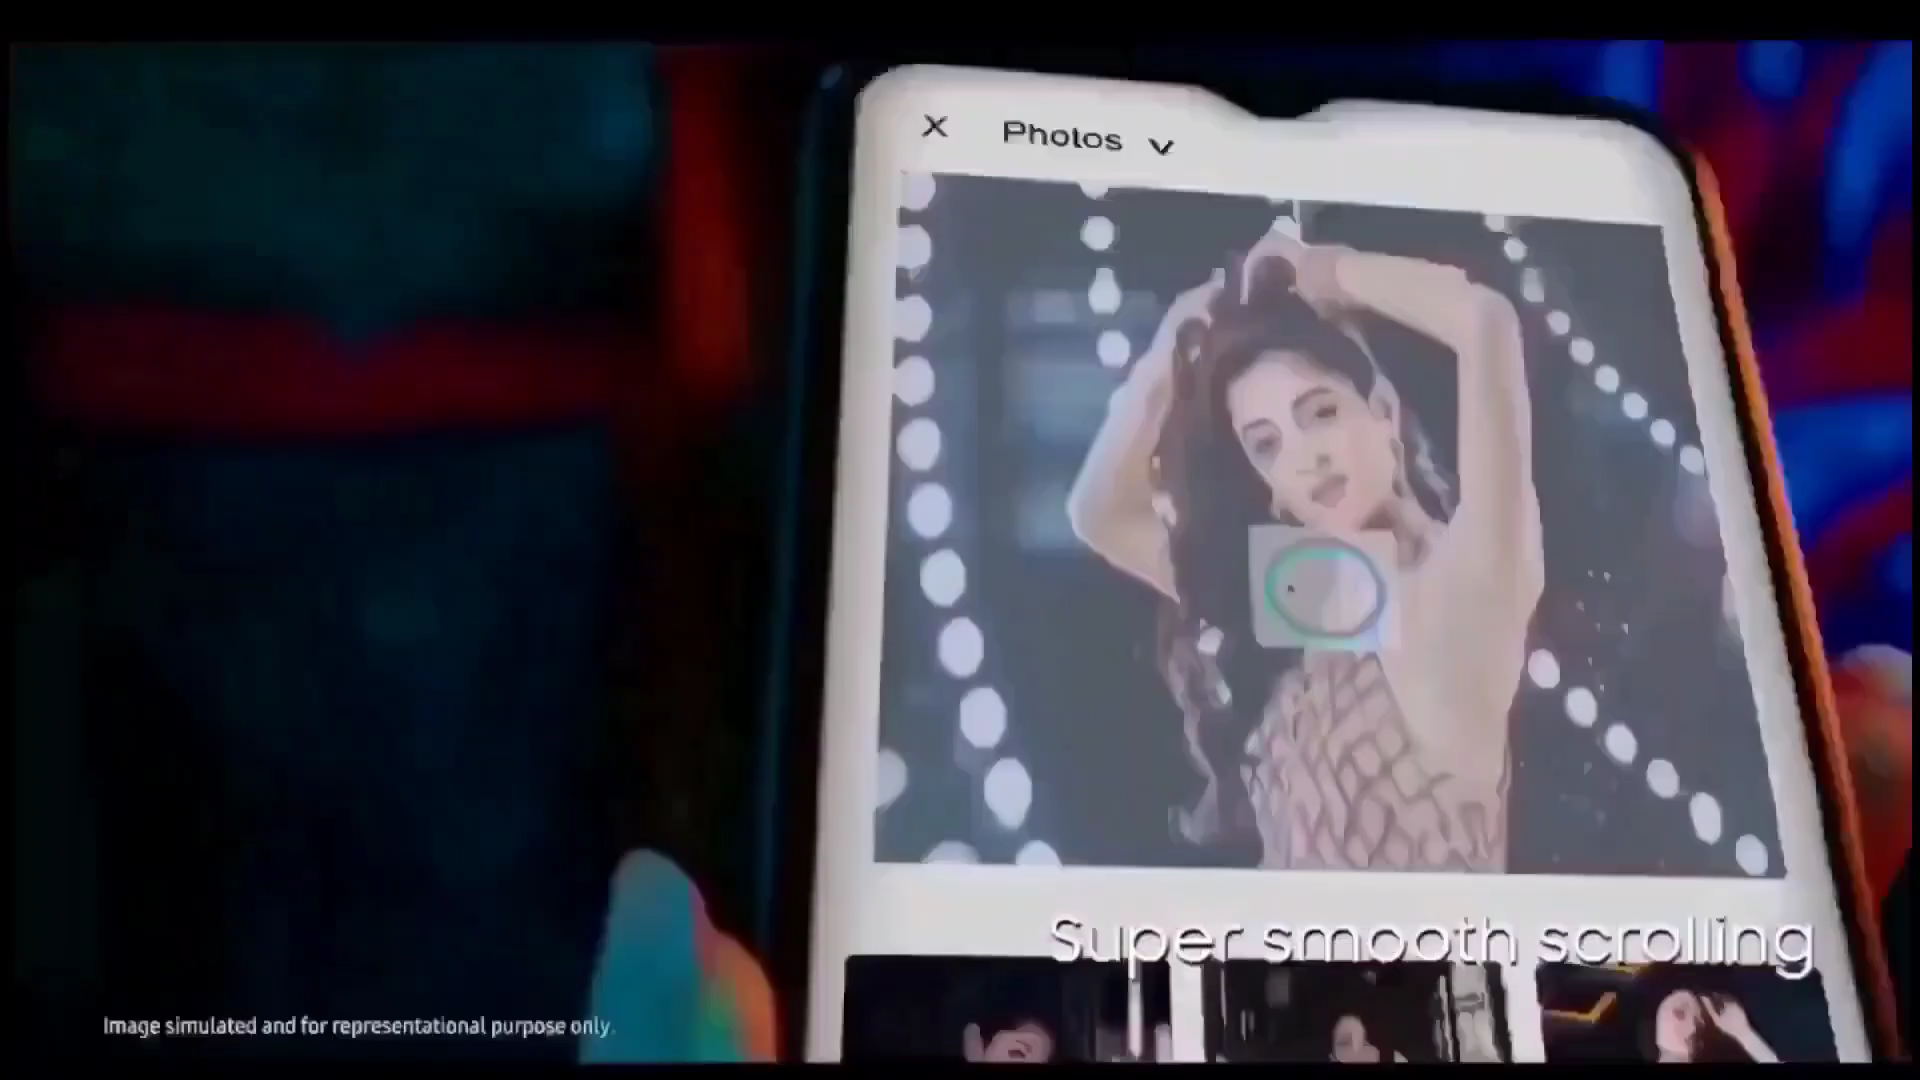 X Photos
Super smooth scrolling
Image simulated and for representational purpose only.